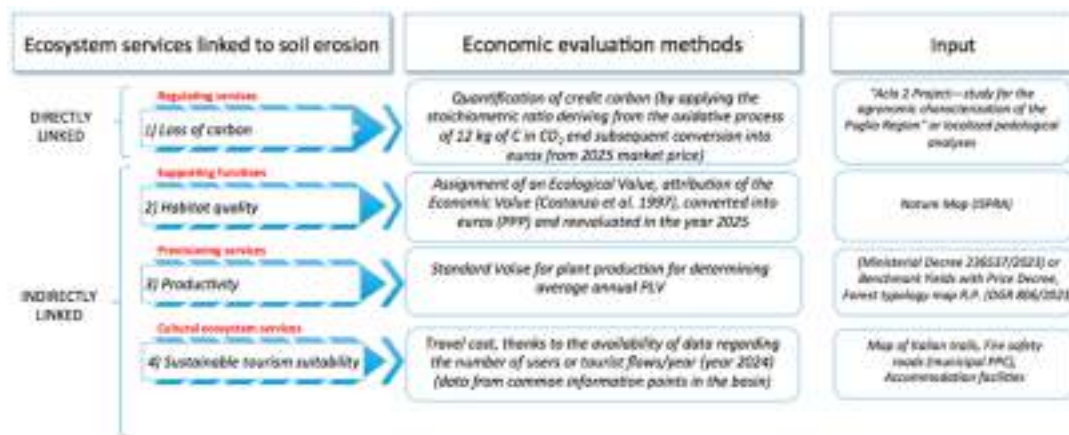 Ecosystem services linked to soil erosion
Economic evaluation methods
Input
DIRECTLY
LINKED
Regulating services
1) Loss of carbon
Quantification of credit carbon (by applying the
stoichiometric ratio deriving from the oxidative process
of 12 kg of C in CO2 and subsequent conversion into
euros from 2025 market price)
"Acla 2 Project—study for the
agronomic characterization of the
Puglia Region" or localized pedological
analyses
INDIRECTLY
LINKED
Supporting functions
2) Habitat quality
Assignment of an Ecological Value, attribution of the
Economic Value (Costanza et al. 1997), converted into
euros (PPP) and reevaluated in the year 2025
Nature Map (ISPRA)
Provisioning services
3) Productivity
Standard Value for plant production for determining
average annual PLV
(Ministerial Decree 236537/2023) or
Benchmark Yields with Price Decree,
Forest typology map R.P. (DGR
Cultural ecosystem services
4) Sustainable tourism suitability
Travel cost, thanks to the availability of data regarding
the number of users or tourist flows/year (year 2024)
(data from common information points in the basin)
Map of Italian trails, Fire safety
roads (municipal PPC),
Accommodation facilities